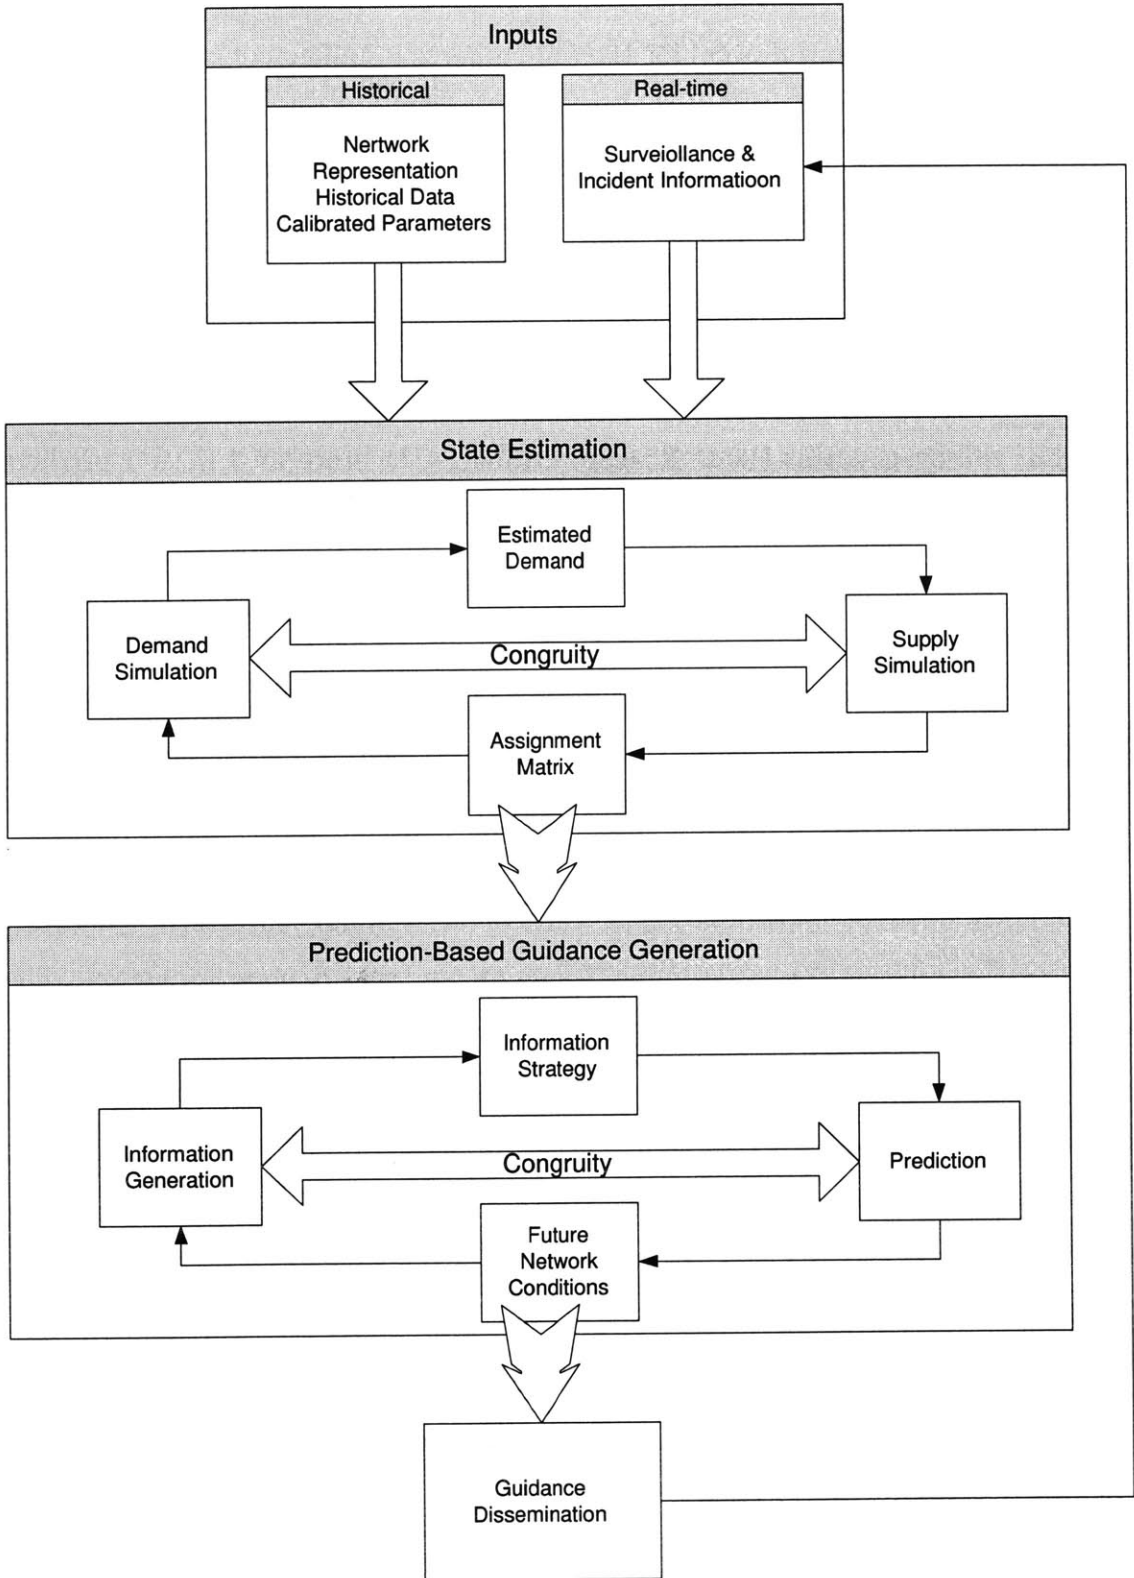 Inputs
Historical
Nertwork
Representation
Historical Data
Calibrated Parameters
Real-time
Surveiollance &
Incident Informatioon
State Estimation
Estimated
Demand
Demand
Simulation
Congruity
Supply
Simulation
Assignment
Matrix
Prediction-Based Guidance Generation
Information
Strategy
Information
Generation
Congruity
Prediction
Future
Network
Conditions
Guidance
Dissemination